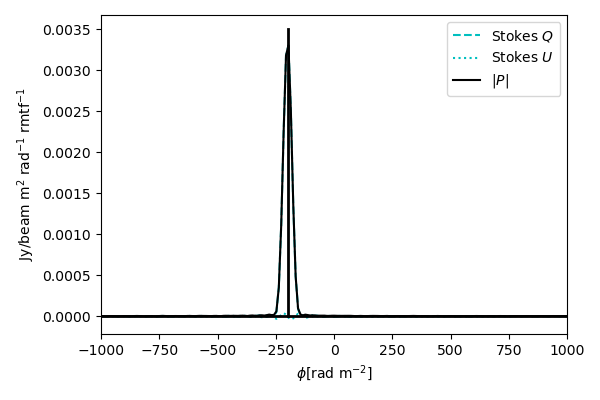 Jy/beam m² rad⁻¹ rmtf⁻¹
0.0035
0.0030
0.0025
0.0020
0.0015
0.0010
0.0005
0.0000
Stokes Q
Stokes U
|P|
−1000 −750 −500 −250 0 250 500 750 1000
ϕ[rad m⁻²]